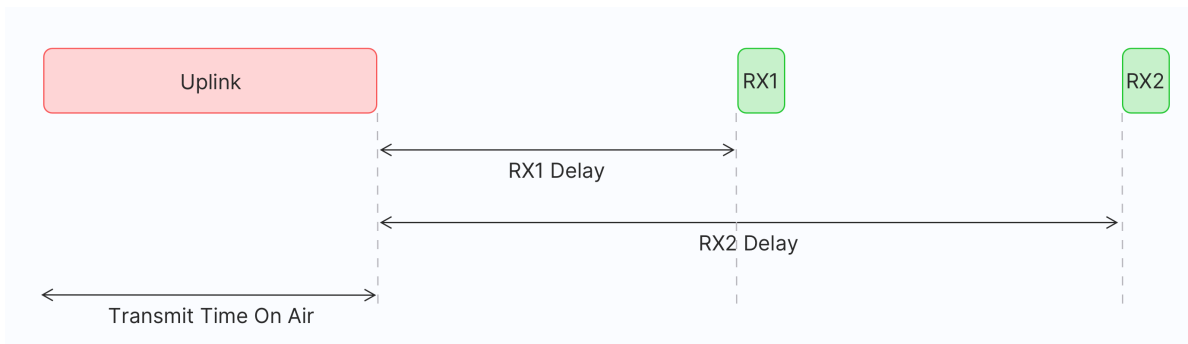 Uplink
RX1
RX2
RX1 Delay
RX2 Delay
Transmit Time On Air